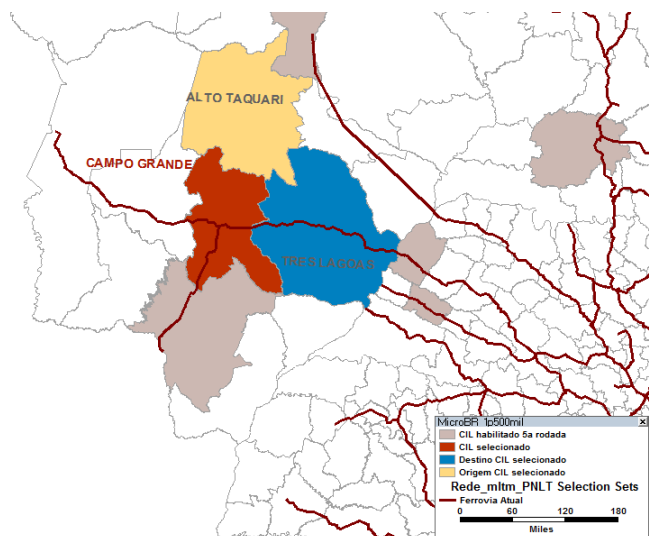 ALTO TAQUARI
CAMPO GRANDE
TRES LAGOAS
MicroBR_1p500mil
CIL habilitado 5a rodada
CIL selecionado
Destino CIL selecionado
Origem CIL selecionado
Rede_mltm_PNLT Selection Sets
Ferrovia Atual
0 60 120 180
Miles